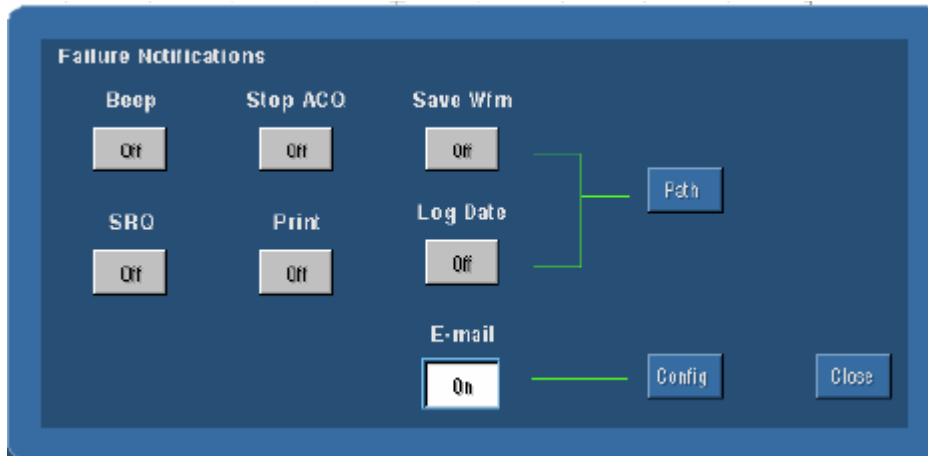 Failure Notifications
Beep Stop ACQ Save Wfm
Off Off Off
Path
SRQ Print Log Date
Off Off Off
E-mail
On Config Close